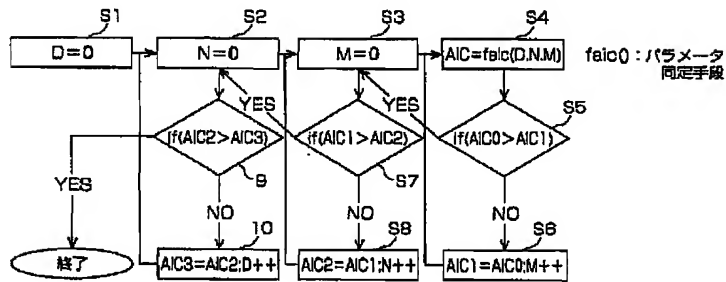 S1
S2
S3
S4
D=0
N=0
M=0
AIC=faic(D.N.M)
faic()：パラメータ
同定手段
YES
YES
S5
if(AIC2>AIC3)
if(AIC1>AIC2)
if(AIC0>AIC1)
9
S7
YES
NO
NO
NO
10
S8
S6
終了
AIC3=AIC2;D++
AIC2=AIC1;N++
AIC1=AIC0;M++